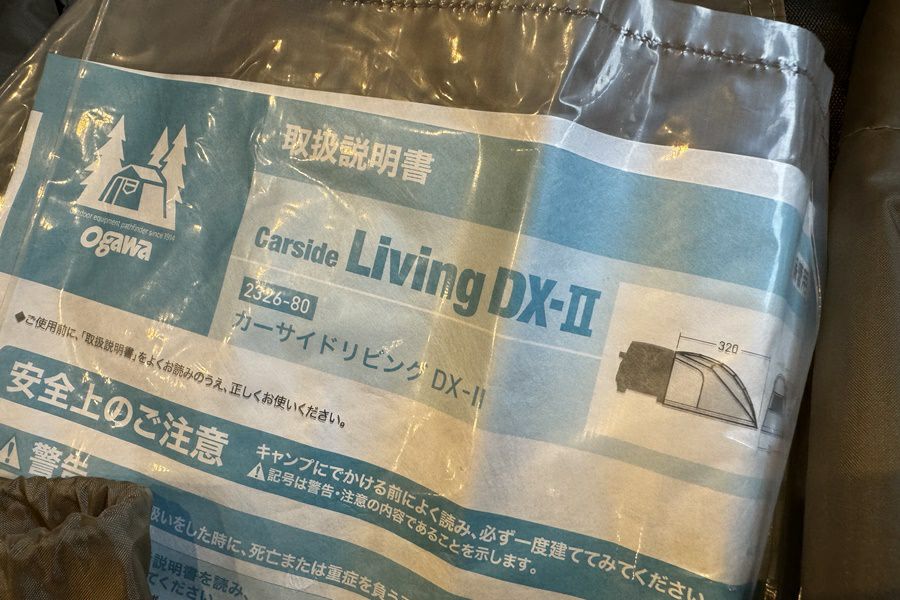 取扱説明書
Outdoor equipment pathfinder since 1914
ogawa
Carside Living DX-II
2326-80
カーサイドリビング DX-II
320
◆ご使用前に、「取扱説明書」をよくお読みのうえ、正しくお使いください。
安全上のご注意
キャンプにでかける前によく読み、必ず一度建ててみてください。
記号は警告・注意の内容であることを示します。
警告
扱いをした時に、死亡または重症を負う
説明書を読み、
てください。